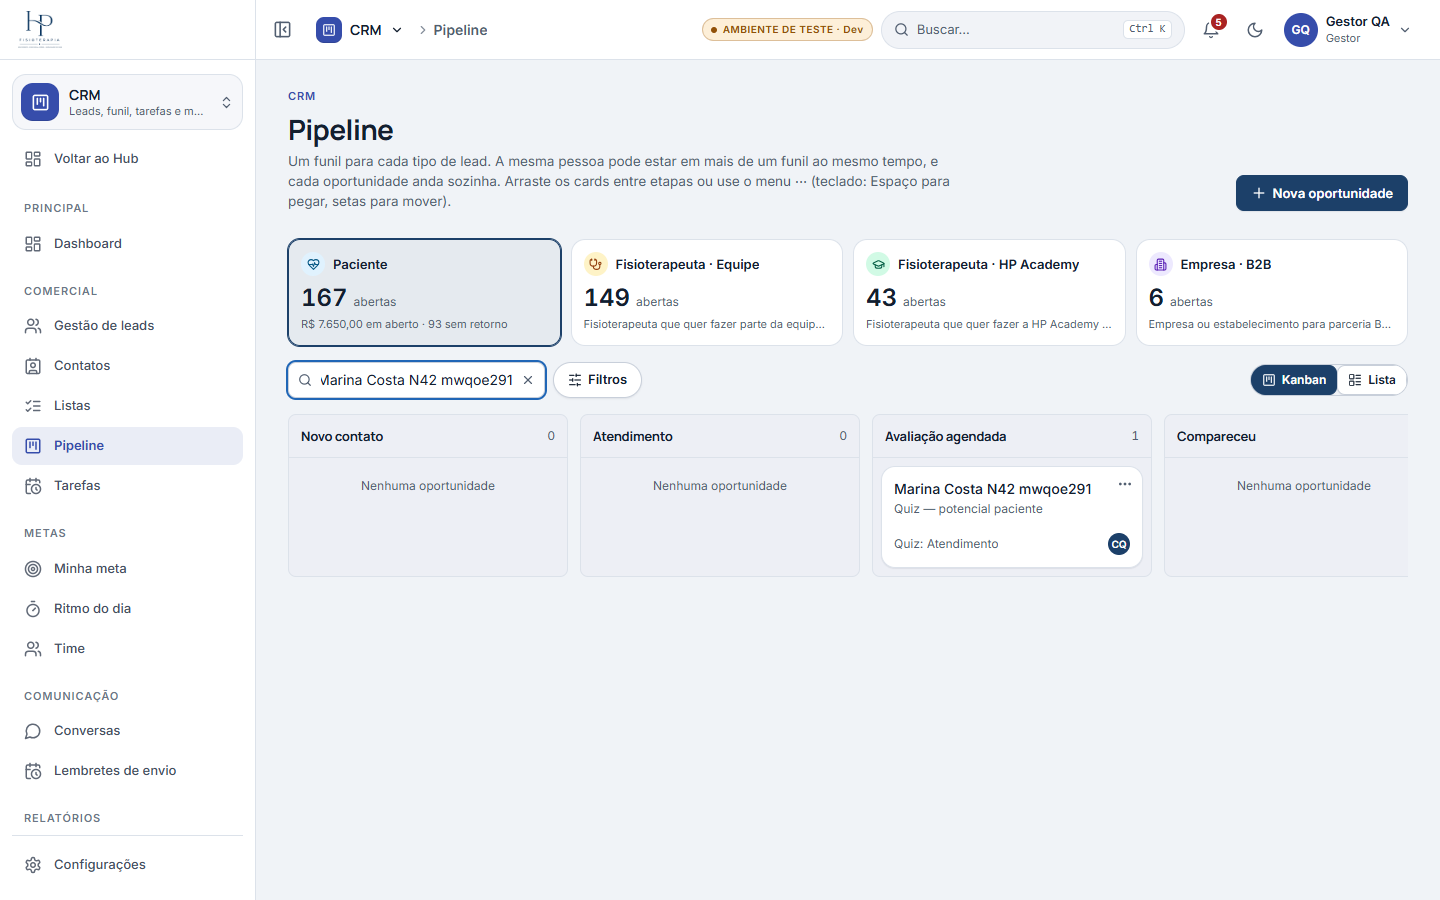 HP
FISIOTERAPIA
CRM
Pipeline
AMBIENTE DE TESTE · Dev
Buscar...
Ctrl K
5
GQ
Gestor QA
Gestor
CRM
Leads, funil, tarefas e m...
Voltar ao Hub
PRINCIPAL
Dashboard
COMERCIAL
Gestão de leads
Contatos
Listas
Pipeline
Tarefas
METAS
Minha meta
Ritmo do dia
Time
COMUNICAÇÃO
Conversas
Lembretes de envio
RELATÓRIOS
Configurações
CRM
Pipeline
Um funil para cada tipo de lead. A mesma pessoa pode estar em mais de um funil ao mesmo tempo, e
cada oportunidade anda sozinha. Arraste os cards entre etapas ou use o menu ··· (teclado: Espaço para
pegar, setas para mover).
Nova oportunidade
Paciente
167 abertas
R$ 7.650,00 em aberto · 93 sem retorno
Fisioterapeuta · Equipe
149 abertas
Fisioterapeuta que quer fazer parte da equip...
Fisioterapeuta · HP Academy
43 abertas
Fisioterapeuta que quer fazer a HP Academy ...
Empresa · B2B
6 abertas
Empresa ou estabelecimento para parceria B...
Marina Costa N42 mwqoe291
Filtros
Kanban
Lista
Novo contato 0
Nenhuma oportunidade
Atendimento 0
Nenhuma oportunidade
Avaliação agendada 1
Marina Costa N42 mwqoe291
Quiz — potencial paciente
Quiz: Atendimento
CQ
Compareceu
Nenhuma oportunidade